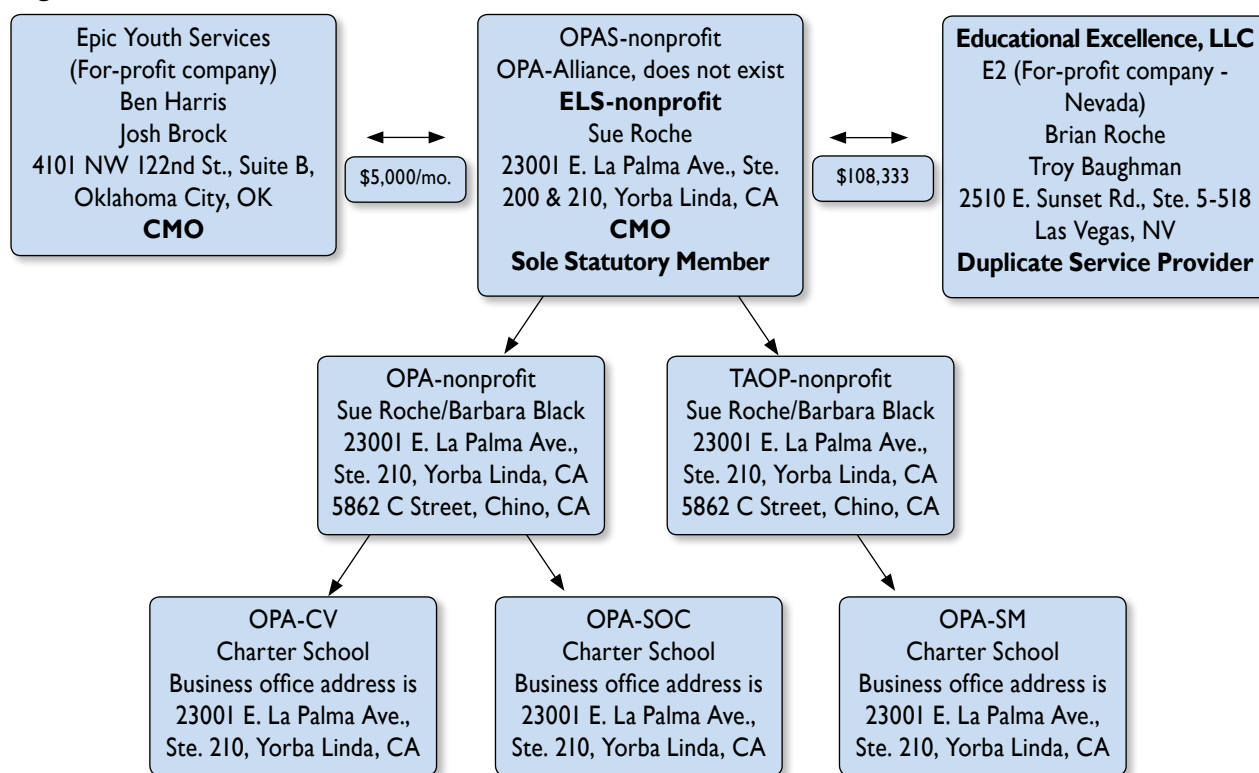 Epic Youth Services
(For-profit company)
Ben Harris
Josh Brock
4101 NW 122nd St., Suite B,
Oklahoma City, OK
CMO
$5,000/mo.
OPAS-nonprofit
OPA-Alliance, does not exist
ELS-nonprofit
Sue Roche
23001 E. La Palma Ave., Ste.
200 & 210, Yorba Linda, CA
CMO
Sole Statutory Member
$108,333
Educational Excellence, LLC
E2 (For-profit company -
Nevada)
Brian Roche
Troy Baughman
2510 E. Sunset Rd., Ste. 5-518
Las Vegas, NV
Duplicate Service Provider
OPA-nonprofit
Sue Roche/Barbara Black
23001 E. La Palma Ave.,
Ste. 210, Yorba Linda, CA
5862 C Street, Chino, CA
TAOP-nonprofit
Sue Roche/Barbara Black
23001 E. La Palma Ave.,
Ste. 210, Yorba Linda, CA
5862 C Street, Chino, CA
OPA-CV
Charter School
Business office address is
23001 E. La Palma Ave.,
Ste. 210, Yorba Linda, CA
OPA-SOC
Charter School
Business office address is
23001 E. La Palma Ave.,
Ste. 210, Yorba Linda, CA
OPA-SM
Charter School
Business office address is
23001 E. La Palma Ave.,
Ste. 210, Yorba Linda, CA